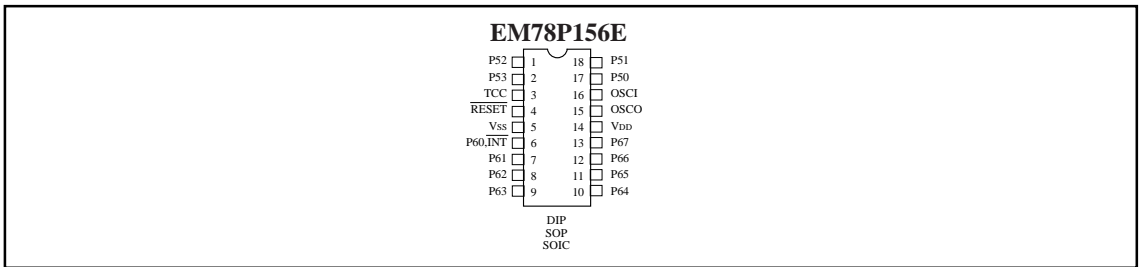 EM78P156E
P52 1 18 P51
P53 2 17 P50
TCC 3 16 OSCI
RESET 4 15 OSCO
Vss 5 14 VDD
P60,INT 6 13 P67
P61 7 12 P66
P62 8 11 P65
P63 9 10 P64
DIP
SOP
SOIC